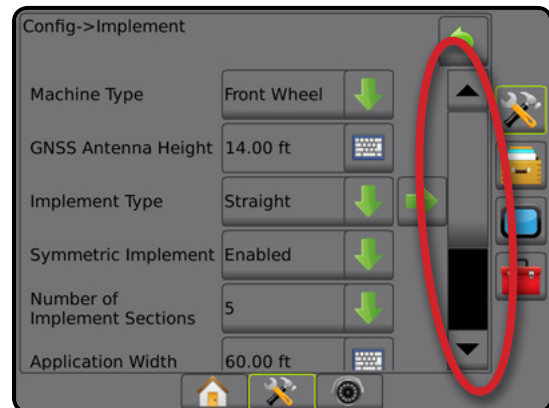 Config->Implement
Machine Type Front Wheel
GNSS Antenna Height 14.00 ft
Implement Type Straight
Symmetric Implement Enabled
Number of
Implement Sections 5
Application Width 60.00 ft